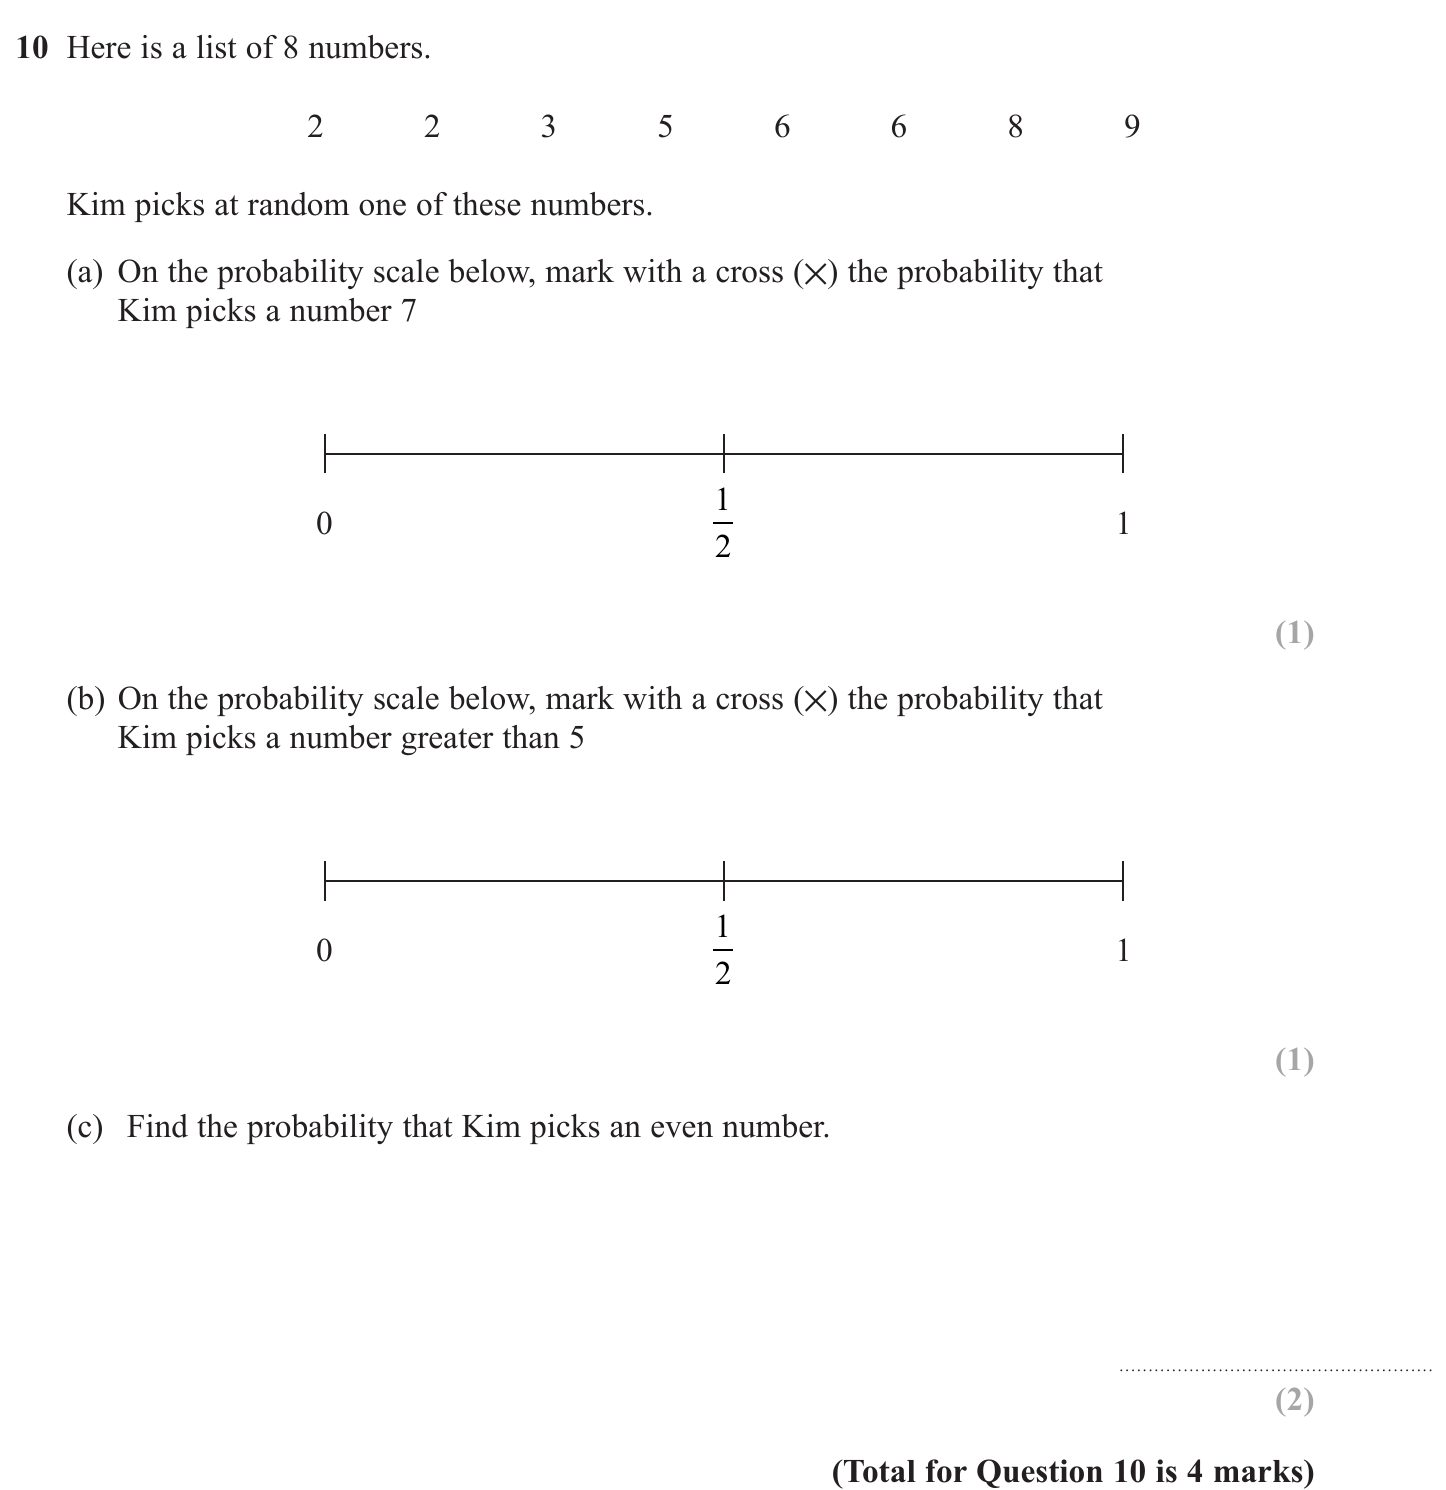 10 Here is a list of 8 numbers.
2 2 3 5 6 6 8 9
Kim picks at random one of these numbers.
(a) On the probability scale below, mark with a cross (×) the probability that
Kim picks a number 7
0 1/2 1
(1)
(b) On the probability scale below, mark with a cross (×) the probability that
Kim picks a number greater than 5
0 1/2 1
(1)
(c) Find the probability that Kim picks an even number.
(2)
(Total for Question 10 is 4 marks)